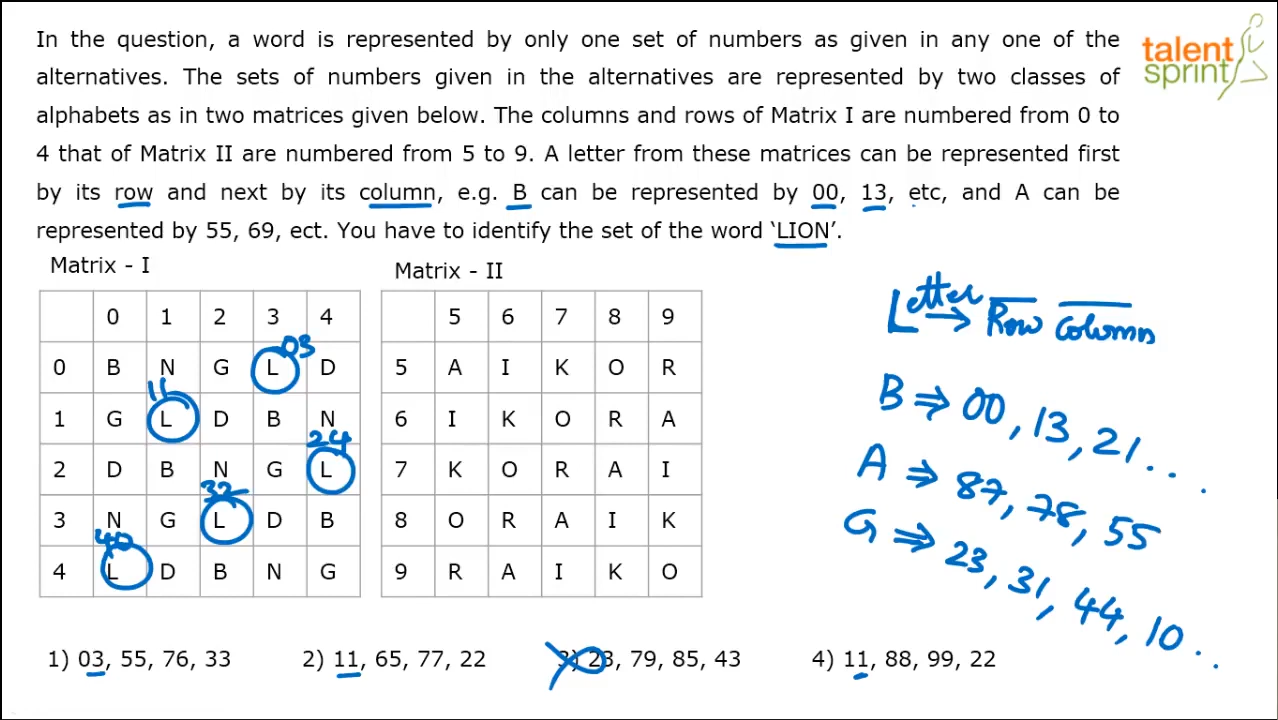 In the question, a word is represented by only one set of numbers as given in any one of the
alternatives. The sets of numbers given in the alternatives are represented by two classes of
alphabets as in two matrices given below. The columns and rows of Matrix I are numbered from 0 to
4 that of Matrix II are numbered from 5 to 9. A letter from these matrices can be represented first
by its row and next by its column, e.g. B can be represented by 00, 13, etc, and A can be
represented by 55, 69, ect. You have to identify the set of the word ‘LION’.
talent
sprint
Matrix - I
0 1 2 3 4
0 B N G L D
1 G L D B N
2 D B N G L
3 N G L D B
4 L D B N G
03
11
24
32
40
Matrix - II
5 6 7 8 9
5 A I K O R
6 I K O R A
7 K O R A I
8 O R A I K
9 R A I K O
Letter → Row Column
B ⇒ 00, 13, 21...
A ⇒ 87, 78, 55
G ⇒ 23, 31, 44, 10...
1) 03, 55, 76, 33 2) 11, 65, 77, 22 3) 23, 79, 85, 43 4) 11, 88, 99, 22